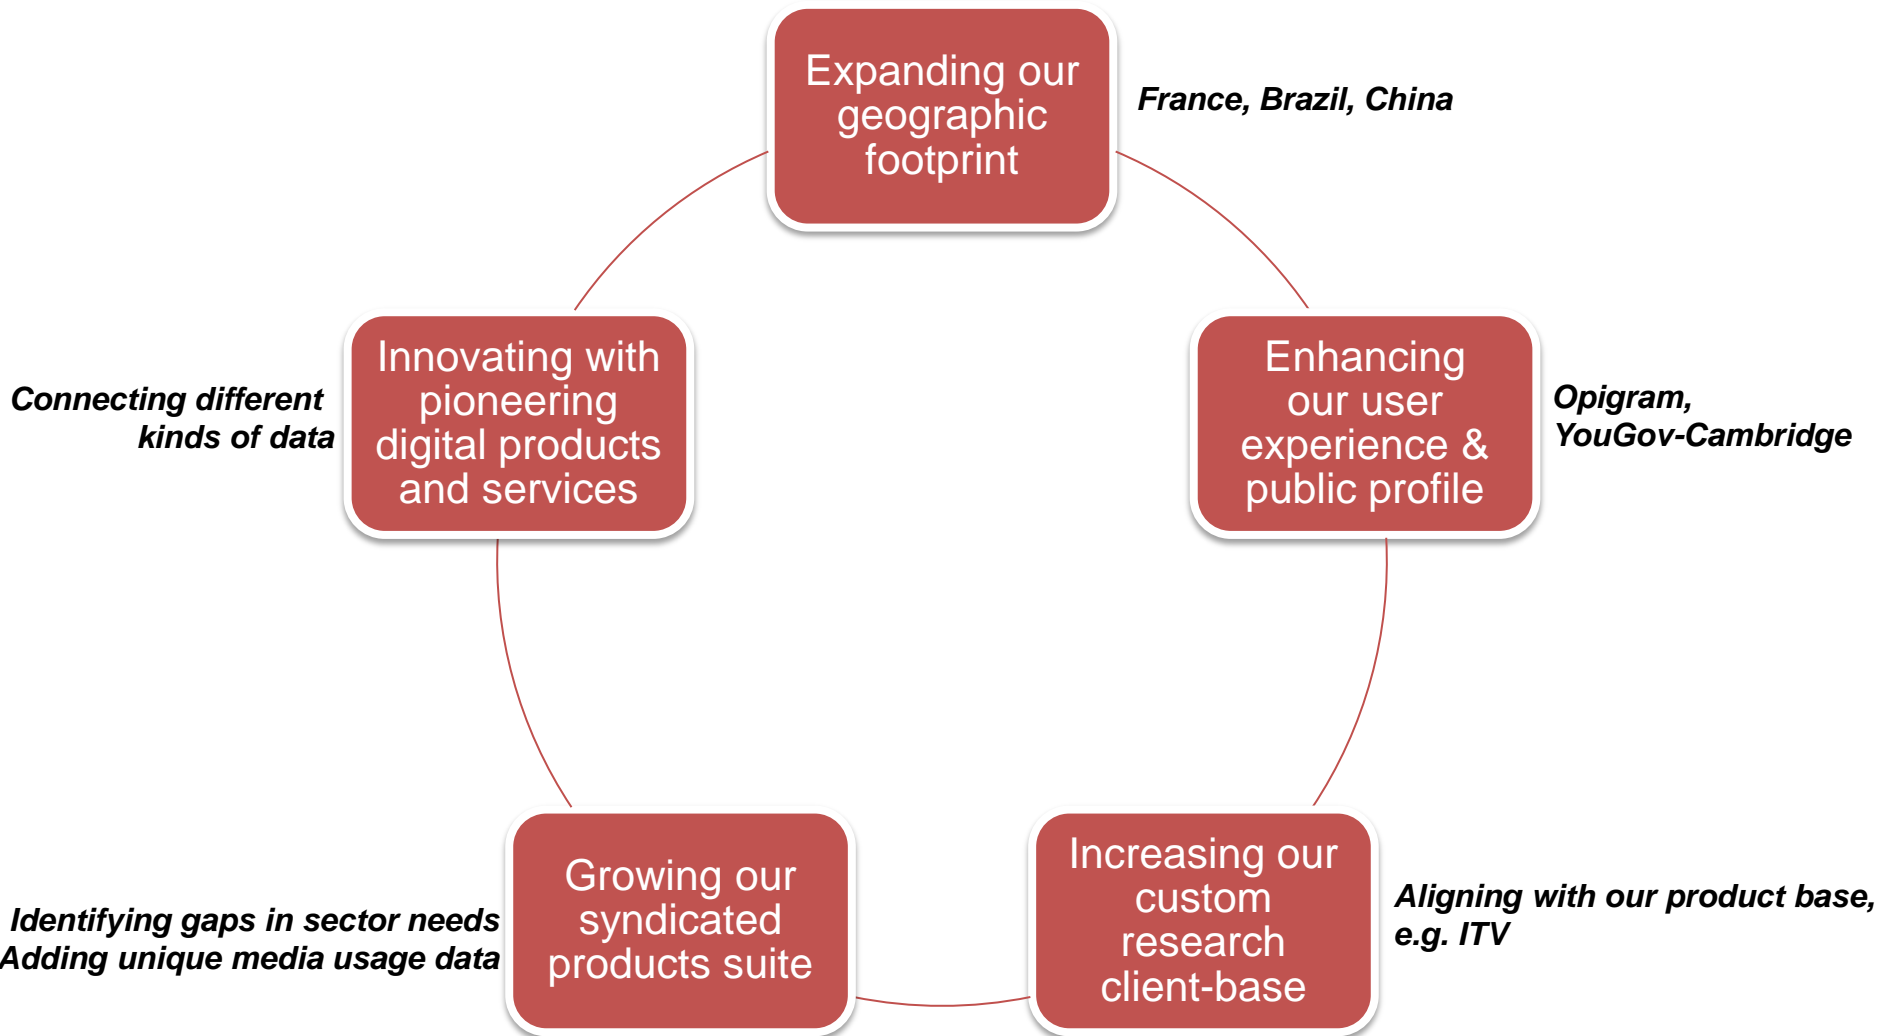 Expanding our
geographic
footprint
France, Brazil, China
Enhancing
our user
experience &
public profile
Opigram,
YouGov-Cambridge
Increasing our
custom
research
client-base
Aligning with our product base,
e.g. ITV
Growing our
syndicated
products suite
Identifying gaps in sector needs
Adding unique media usage data
Innovating with
pioneering
digital products
and services
Connecting different
kinds of data